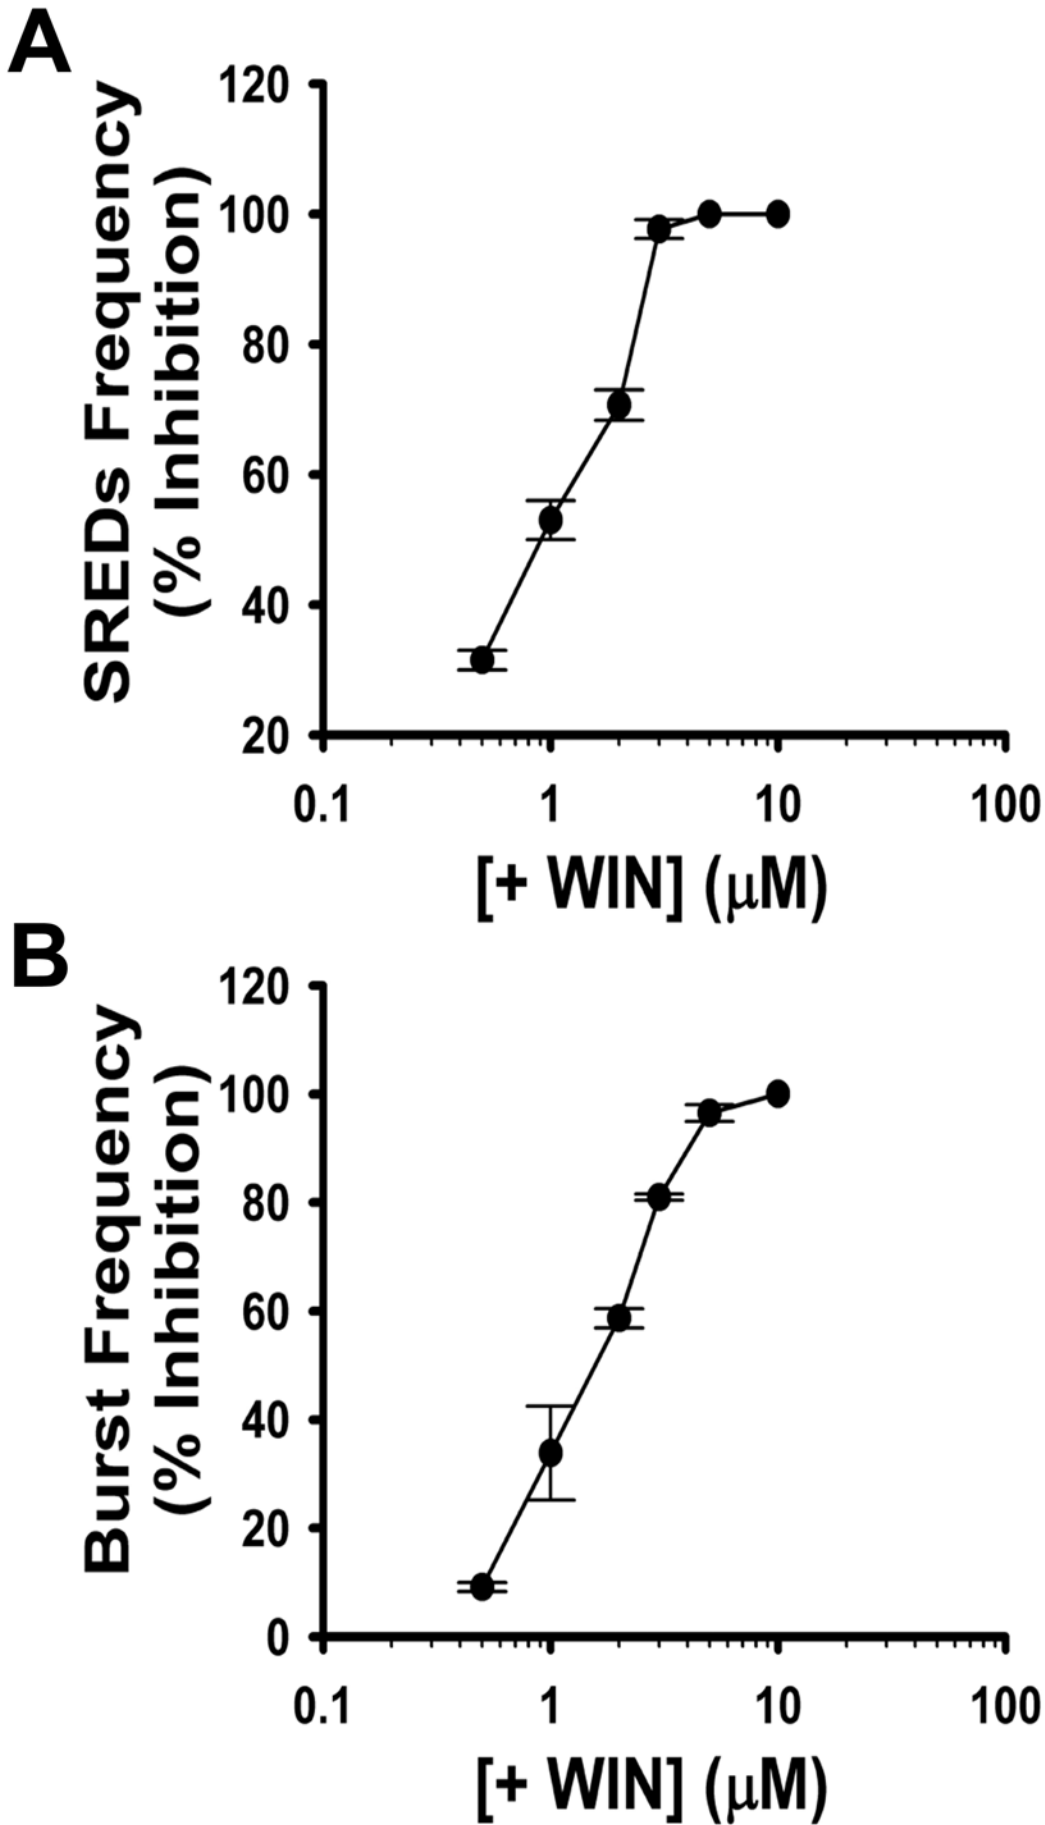 A
SREDs Frequency
(% Inhibition)
120
100
80
60
40
20
0.1 1 10 100
[+ WIN] (μM)
B
Burst Frequency
(% Inhibition)
120
100
80
60
40
20
0
0.1 1 10 100
[+ WIN] (μM)